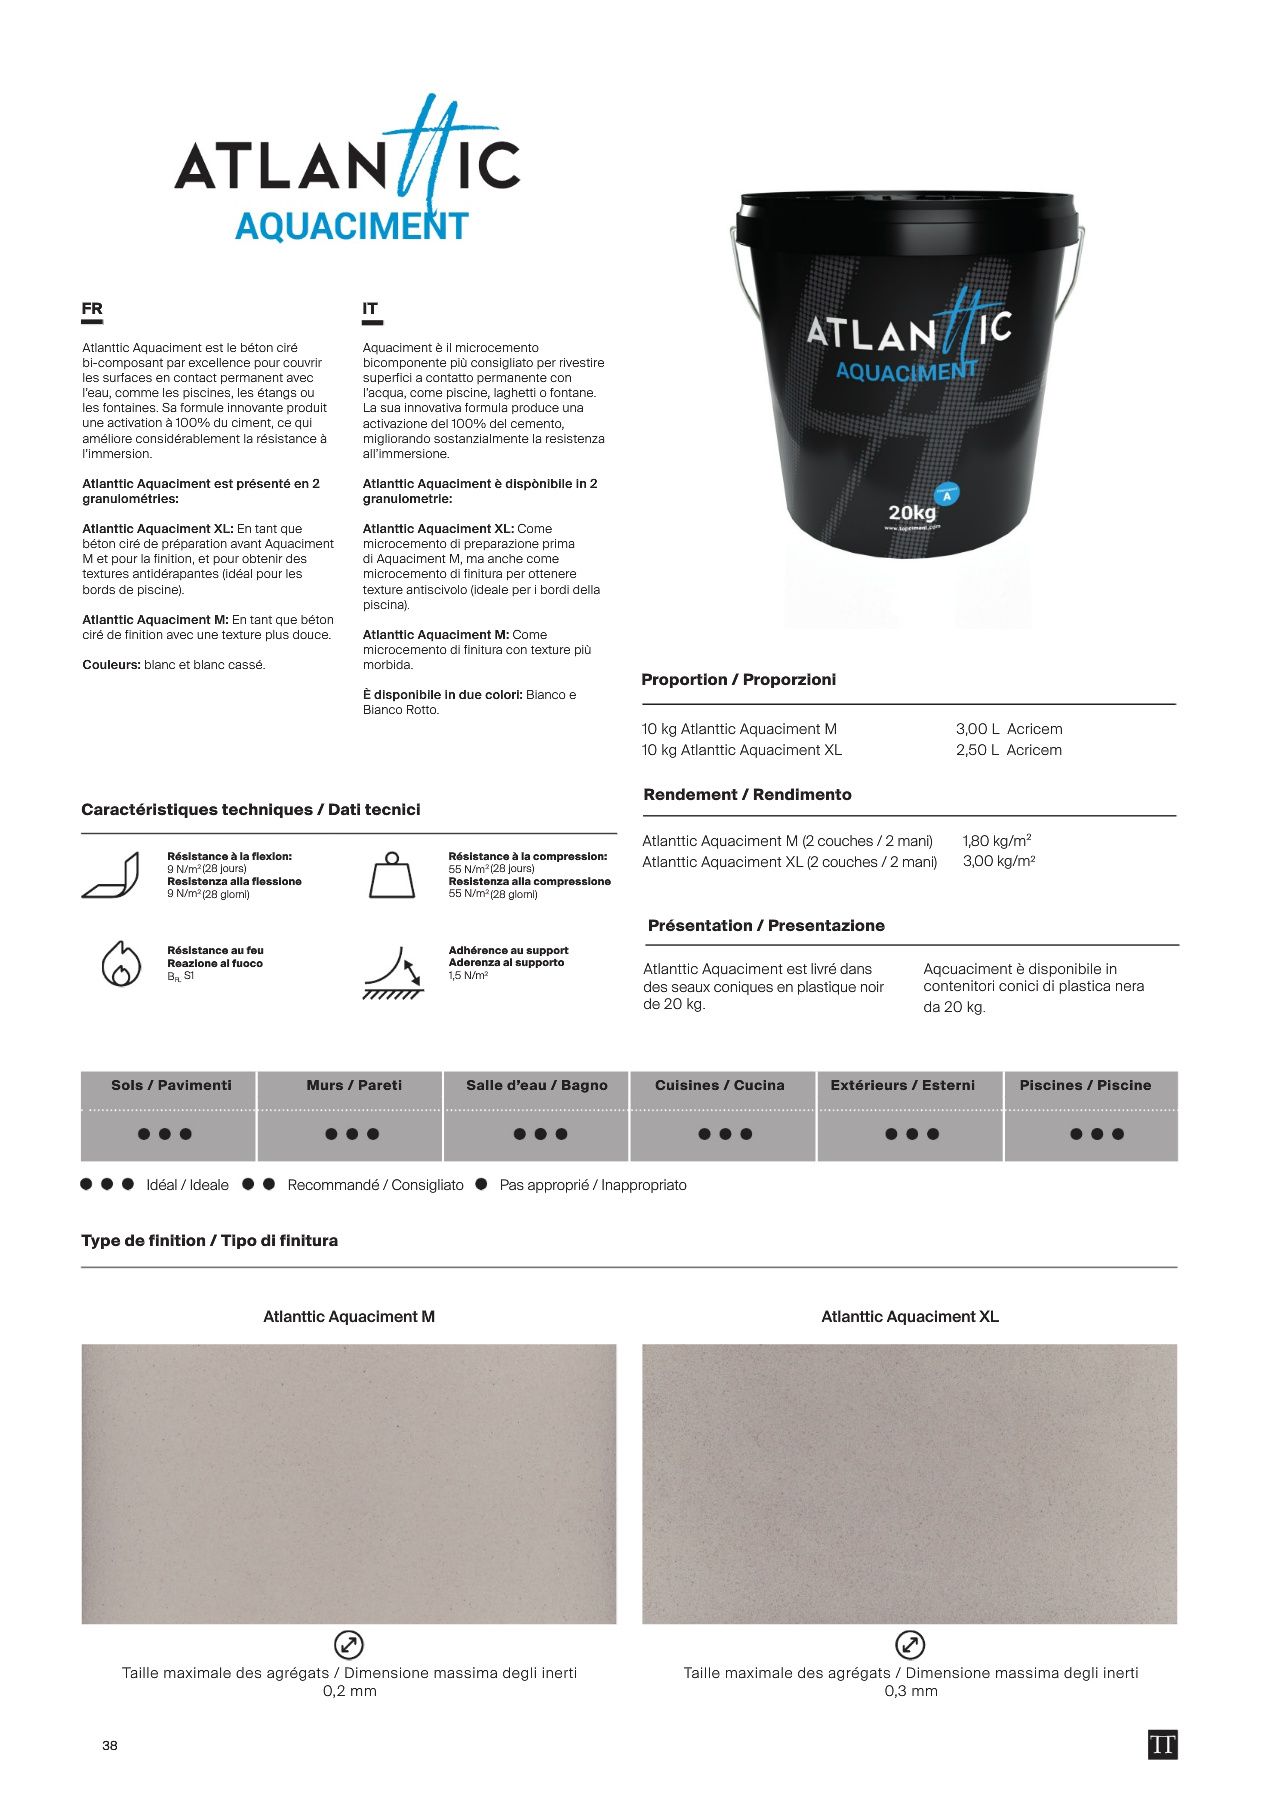 ATLANTTIC
AQUACIMENT
FR
Atlanttic Aquaciment est le béton ciré
bi-composant par excellence pour couvrir
les surfaces en contact permanent avec
l'eau, comme les piscines, les étangs ou
les fontaines. Sa formule innovante produit
une activation à 100% du ciment, ce qui
améliore considérablement la résistance à
l'immersion.
Atlanttic Aquaciment est présenté en 2
granulométries:
Atlanttic Aquaciment XL: En tant que
béton ciré de préparation avant Aquaciment
M et pour la finition, et pour obtenir des
textures antidérapantes (idéal pour les
bords de piscine).
Atlanttic Aquaciment M: En tant que béton
ciré de finition avec une texture plus douce.
Couleurs: blanc et blanc cassé.
IT
Aquaciment è il microcemento
bicomponente più consigliato per rivestire
superfici a contatto permanente con
l'acqua, come piscine, laghetti o fontane.
La sua innovativa formula produce una
activazione del 100% del cemento,
migliorando sostanzialmente la resistenza
all'immersione.
Atlanttic Aquaciment è dispònibile in 2
granulometrie:
Atlanttic Aquaciment XL: Come
microcemento di preparazione prima
di Aquaciment M, ma anche come
microcemento di finitura per ottenere
texture antiscivolo (ideale per i bordi della
piscina).
Atlanttic Aquaciment M: Come
microcemento di finitura con texture più
morbida.
È disponibile in due colori: Bianco e
Bianco Rotto.
ATLANTTIC
AQUACIMENT
A
20kg
www.topciment.com
Proportion / Proporzioni
10 kg Atlanttic Aquaciment M 3,00 L Acricem
10 kg Atlanttic Aquaciment XL 2,50 L Acricem
Rendement / Rendimento
Atlanttic Aquaciment M (2 couches / 2 mani) 1,80 kg/m²
Atlanttic Aquaciment XL (2 couches / 2 mani) 3,00 kg/m²
Présentation / Presentazione
Atlanttic Aquaciment est livré dans
des seaux coniques en plastique noir
de 20 kg.
Aqcuaciment è disponibile in
contenitori conici di plastica nera
da 20 kg.
Caractéristiques techniques / Dati tecnici
Résistance à la flexion:
9 N/m² (28 jours)
Resistenza alla flessione
9 N/m² (28 giorni)
Résistance à la compression:
55 N/m² (28 jours)
Resistenza alla compressione
55 N/m² (28 giorni)
Résistance au feu
Reazione al fuoco
BFL S1
Adhérence au support
Aderenza al supporto
1,5 N/m²
Sols / Pavimenti Murs / Pareti Salle d'eau / Bagno Cuisines / Cucina Extérieurs / Esterni Piscines / Piscine
● ● ● ● ● ● ● ● ● ● ● ● ● ● ● ● ● ●
● ● ● Idéal / Ideale ● ● Recommandé / Consigliato ● Pas approprié / Inappropriato
Type de finition / Tipo di finitura
Atlanttic Aquaciment M
Atlanttic Aquaciment XL
Taille maximale des agrégats / Dimensione massima degli inerti
0,2 mm
Taille maximale des agrégats / Dimensione massima degli inerti
0,3 mm
38
TT